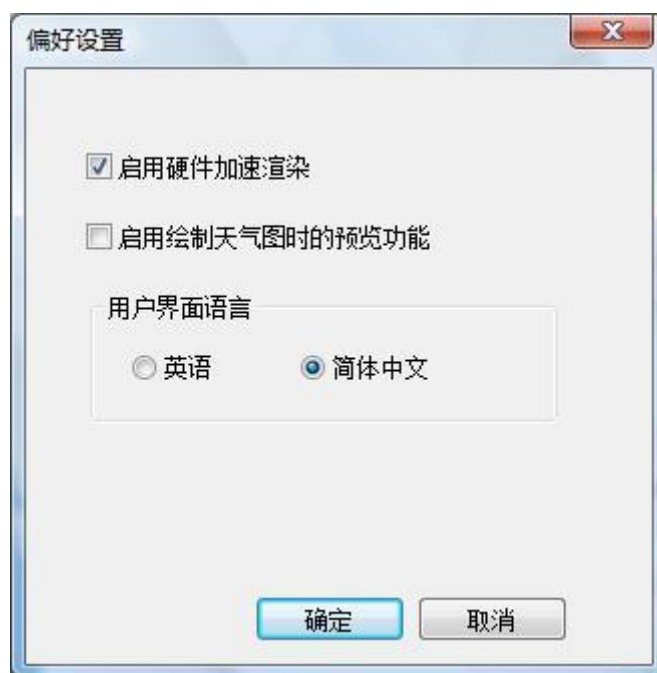 偏好设置
启用硬件加速渲染
启用绘制天气图时的预览功能
用户界面语言
英语 简体中文
确定 取消